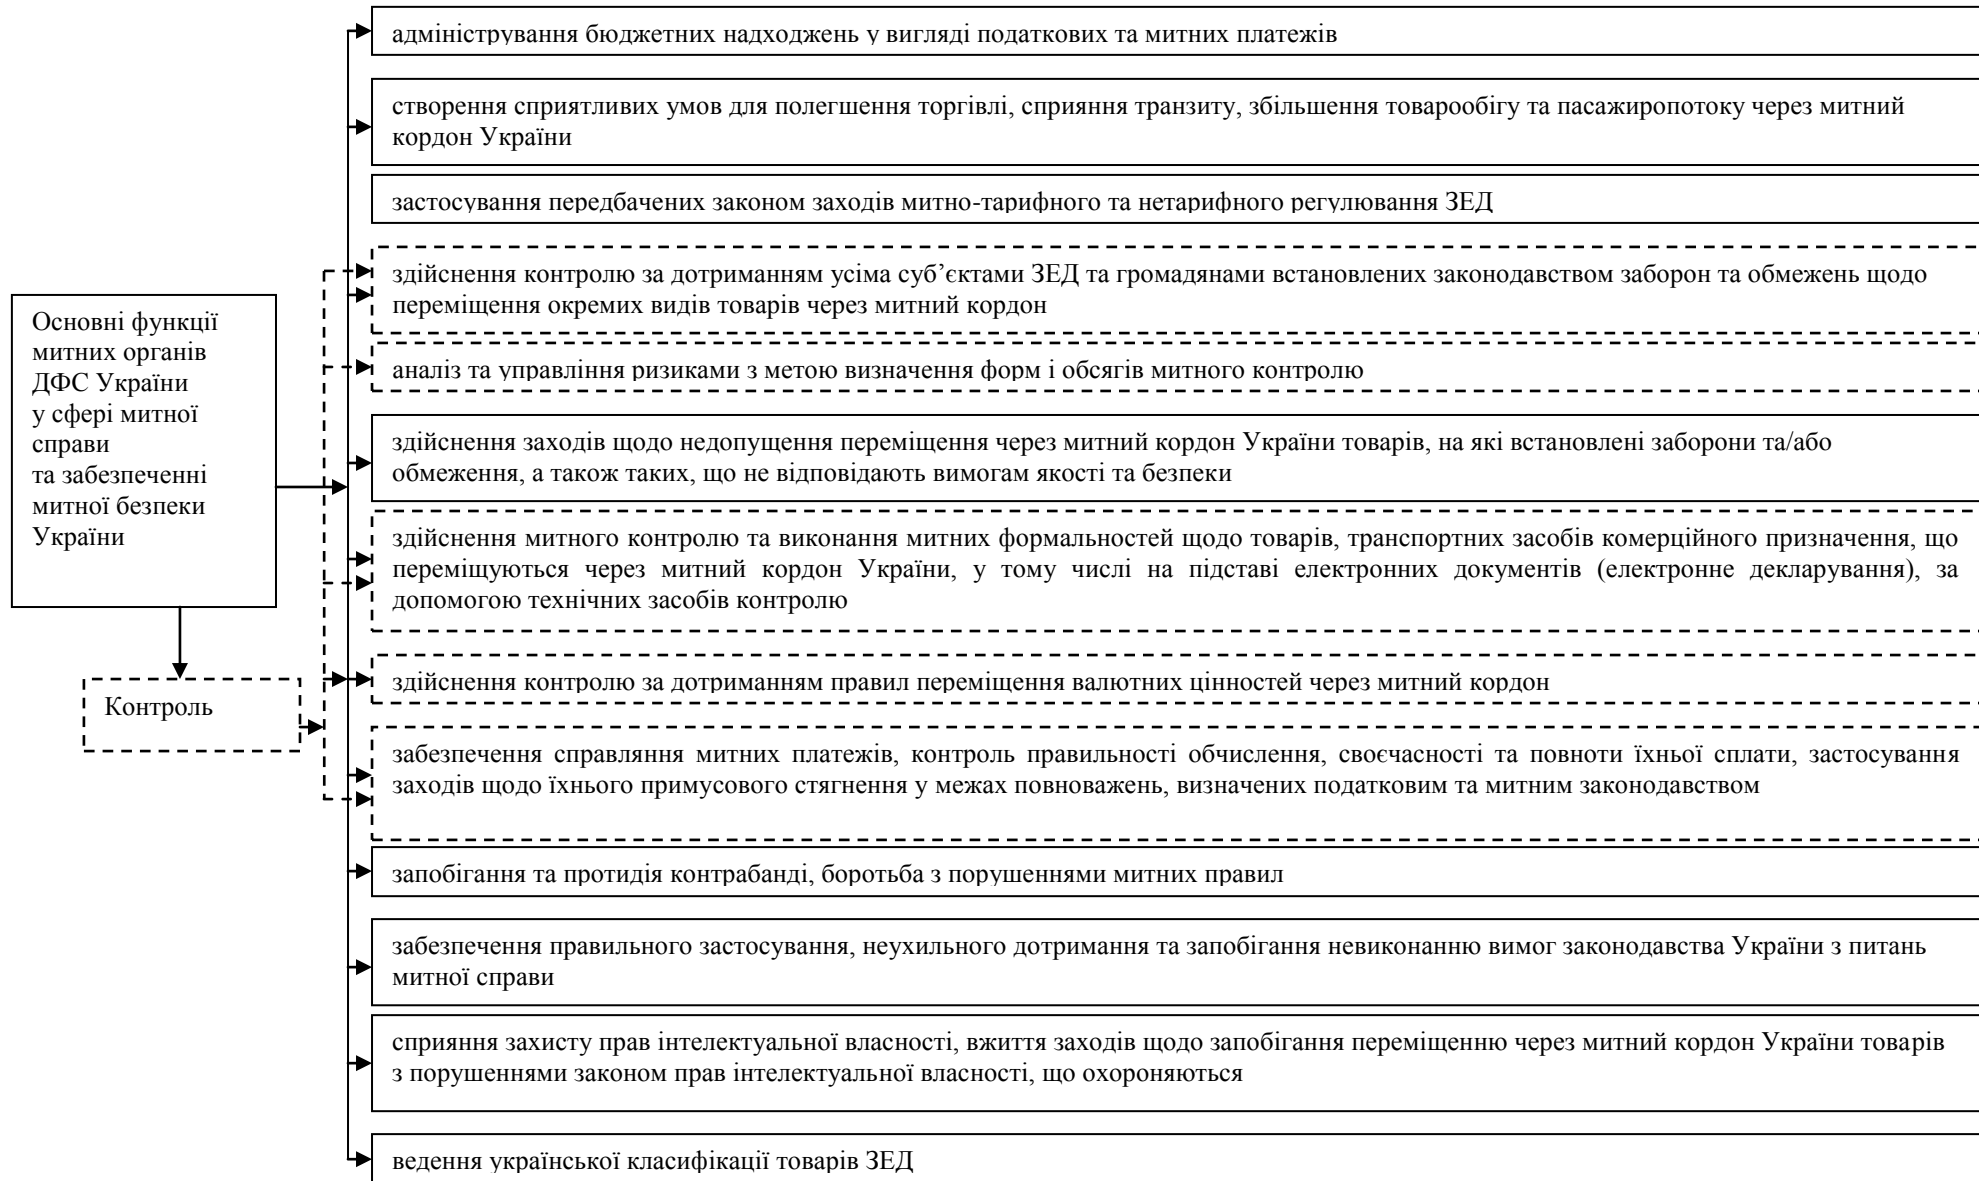 адміністрування бюджетних надходжень у вигляді податкових та митних платежів
створення сприятливих умов для полегшення торгівлі, сприяння транзиту, збільшення товарообігу та пасажиропотоку через митний
кордон України
застосування передбачених законом заходів митно-тарифного та нетарифного регулювання ЗЕД
здійснення контролю за дотриманням усіма суб’єктами ЗЕД та громадянами встановлених законодавством заборон та обмежень щодо
переміщення окремих видів товарів через митний кордон
Основні функції
митних органів
ДФС України
у сфері митної
справи
та забезпеченні
митної безпеки
України
аналіз та управління ризиками з метою визначення форм і обсягів митного контролю
здійснення заходів щодо недопущення переміщення через митний кордон України товарів, на які встановлені заборони та/або
обмеження, а також таких, що не відповідають вимогам якості та безпеки
здійснення митного контролю та виконання митних формальностей щодо товарів, транспортних засобів комерційного призначення, що
переміщуються через митний кордон України, у тому числі на підставі електронних документів (електронне декларування), за
допомогою технічних засобів контролю
здійснення контролю за дотриманням правил переміщення валютних цінностей через митний кордон
Контроль
забезпечення справляння митних платежів, контроль правильності обчислення, своєчасності та повноти їхньої сплати, застосування
заходів щодо їхнього примусового стягнення у межах повноважень, визначених податковим та митним законодавством
запобігання та протидія контрабанді, боротьба з порушеннями митних правил
забезпечення правильного застосування, неухильного дотримання та запобігання невиконанню вимог законодавства України з питань
митної справи
сприяння захисту прав інтелектуальної власності, вжиття заходів щодо запобігання переміщенню через митний кордон України товарів
з порушеннями законом прав інтелектуальної власності, що охороняються
ведення української класифікації товарів ЗЕД